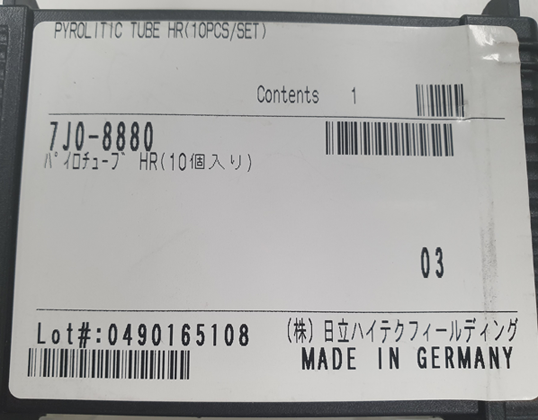 PYROLITIC TUBE HR(10PCS/SET)
Contents 1
7J0-8880
パイロチューブ HR(10個入り)
03
Lot#:0490165108
(株)日立ハイテクフィールディング
MADE IN GERMANY